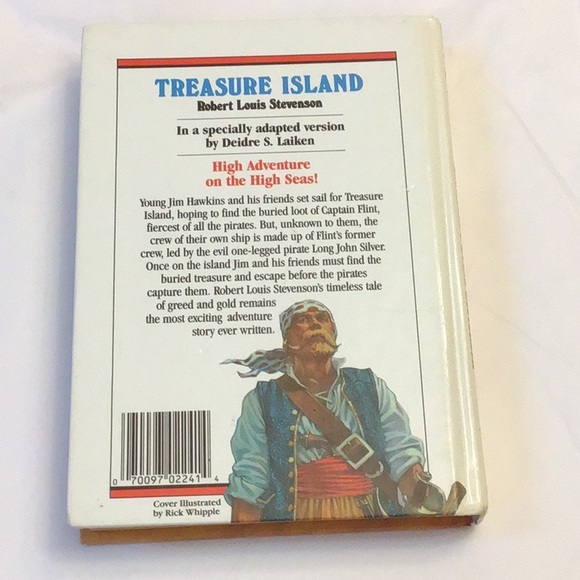 TREASURE ISLAND
Robert Louis Stevenson
In a specially adapted version
by Deidre S. Laiken
High Adventure
on the High Seas!
Young Jim Hawkins and his friends set sail for Treasure
Island, hoping to find the buried loot of Captain Flint,
fiercest of all the pirates. But, unknown to them, the
crew of their own ship is made up of Flint's former
crew, led by the evil one-legged pirate Long John Silver.
Once on the island Jim and his friends must find the
buried treasure and escape before the pirates
capture them. Robert Louis Stevenson's timeless tale
of greed and gold remains
the most exciting adventure
story ever written.
0 70097 02241 4
Cover Illustrated
by Rick Whipple